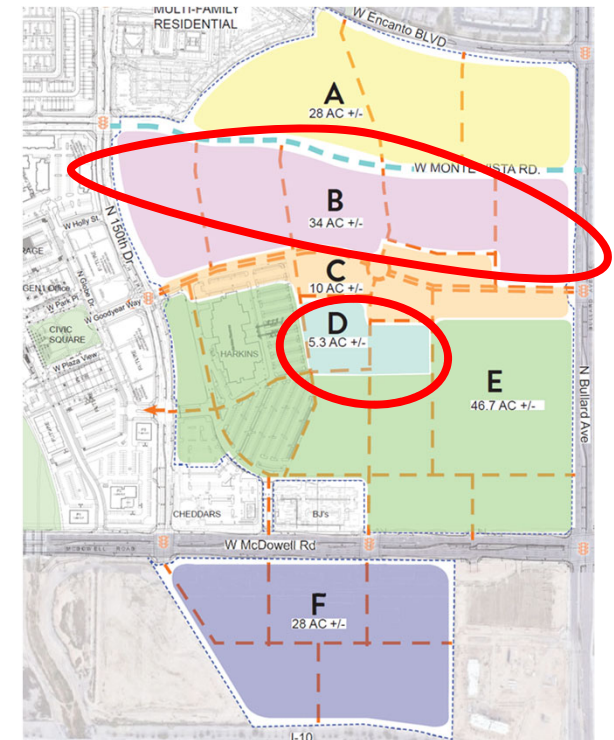 MULTI-FAMILY
RESIDENTIAL
W Encanto BLVD
A
28 AC +/-
W MONTE VISTA RD.
B
34 AC +/-
N 150th Dr.
W Holly St.
W Park Pl
N Globe Dr
W Goodyear Way
CIVIC
SQUARE
W Plaza View
C
10 AC +/-
D
5.3 AC +/-
HARKINS
E
46.7 AC +/-
N Bullard Ave
CHEDDARS
BJ's
W McDowell Rd
F
28 AC +/-
I-10